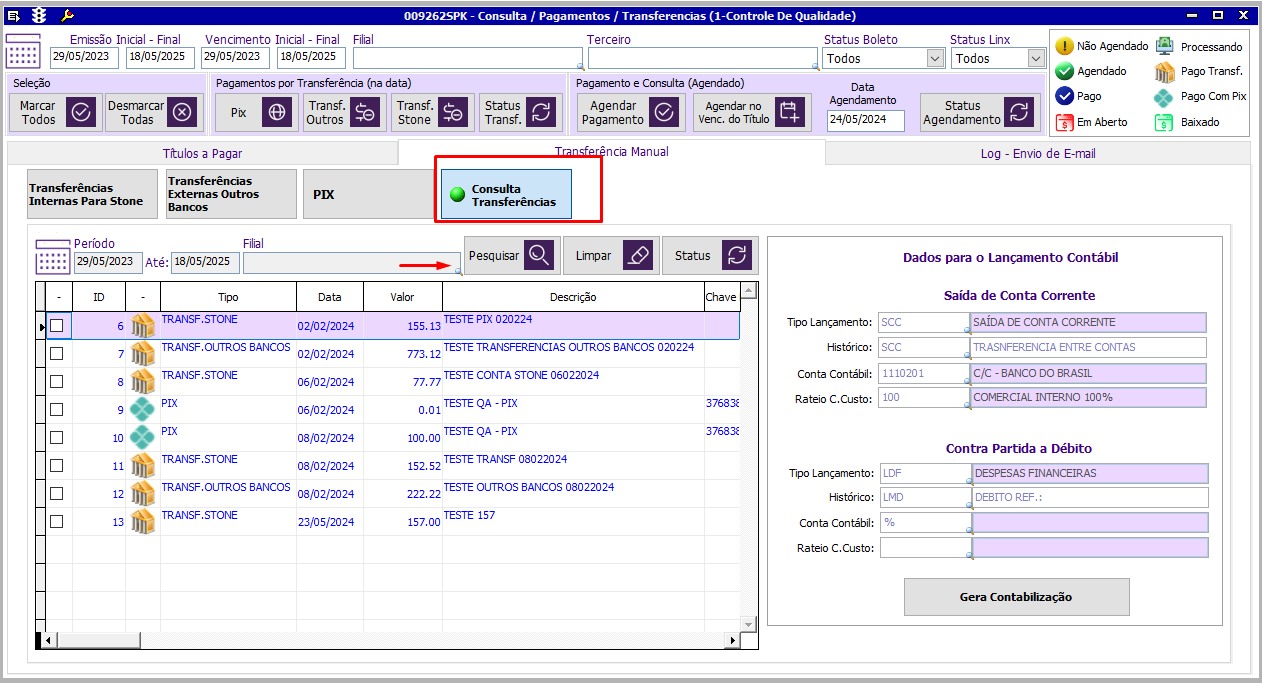 009262SPK - Consulta / Pagamentos / Transferencias (1-Controle De Qualidade)
Emissão Inicial - Final
Vencimento Inicial - Final
Filial
Terceiro
Status Boleto
Status Linx
29/05/2023
18/05/2025
29/05/2023
18/05/2025
Todos
Todos
Não Agendado
Processando
Agendado
Pago Transf.
Pago
Pago Com Pix
Em Aberto
Baixado
Seleção
Marcar
Todos
Desmarcar
Todas
Pagamentos por Transferência (na data)
Pix
Transf.
Outros
Transf.
Stone
Status
Transf.
Pagamento e Consulta (Agendado)
Agendar
Pagamento
Agendar no
Venc. do Título
Data
Agendamento
24/05/2024
Status
Agendamento
Títulos a Pagar
Transferência Manual
Log - Envio de E-mail
Transferências
Internas Para Stone
Transferências
Externas Outros
Bancos
PIX
Consulta
Transferências
Período
29/05/2023
Até:
18/05/2025
Filial
Pesquisar
Limpar
Status
- ID - Tipo Data Valor Descrição Chave
6 TRANSF.STONE 02/02/2024 155.13 TESTE PIX 020224
7 TRANSF.OUTROS BANCOS 02/02/2024 773.12 TESTE TRANSFERENCIAS OUTROS BANCOS 020224
8 TRANSF.STONE 06/02/2024 77.77 TESTE CONTA STONE 06022024
9 PIX 06/02/2024 0.01 TESTE QA - PIX 376838
10 PIX 08/02/2024 100.00 TESTE QA - PIX 376838
11 TRANSF.STONE 08/02/2024 152.52 TESTE TRANSF 08022024
12 TRANSF.OUTROS BANCOS 08/02/2024 222.22 TESTE OUTROS BANCOS 08022024
13 TRANSF.STONE 23/05/2024 157.00 TESTE 157
Dados para o Lançamento Contábil
Saída de Conta Corrente
Tipo Lançamento: SCC SAÍDA DE CONTA CORRENTE
Histórico: SCC TRASNFERENCIA ENTRE CONTAS
Conta Contábil: 1110201 C/C - BANCO DO BRASIL
Rateio C.Custo: 100 COMERCIAL INTERNO 100%
Contra Partida a Débito
Tipo Lançamento: LDF DESPESAS FINANCEIRAS
Histórico: LMD DEBITO REF.:
Conta Contábil: %
Rateio C.Custo:
Gera Contabilização